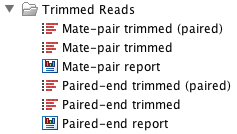 Trimmed Reads
Mate-pair trimmed (paired)
Mate-pair trimmed
Mate-pair report
Paired-end trimmed (paired)
Paired-end trimmed
Paired-end report